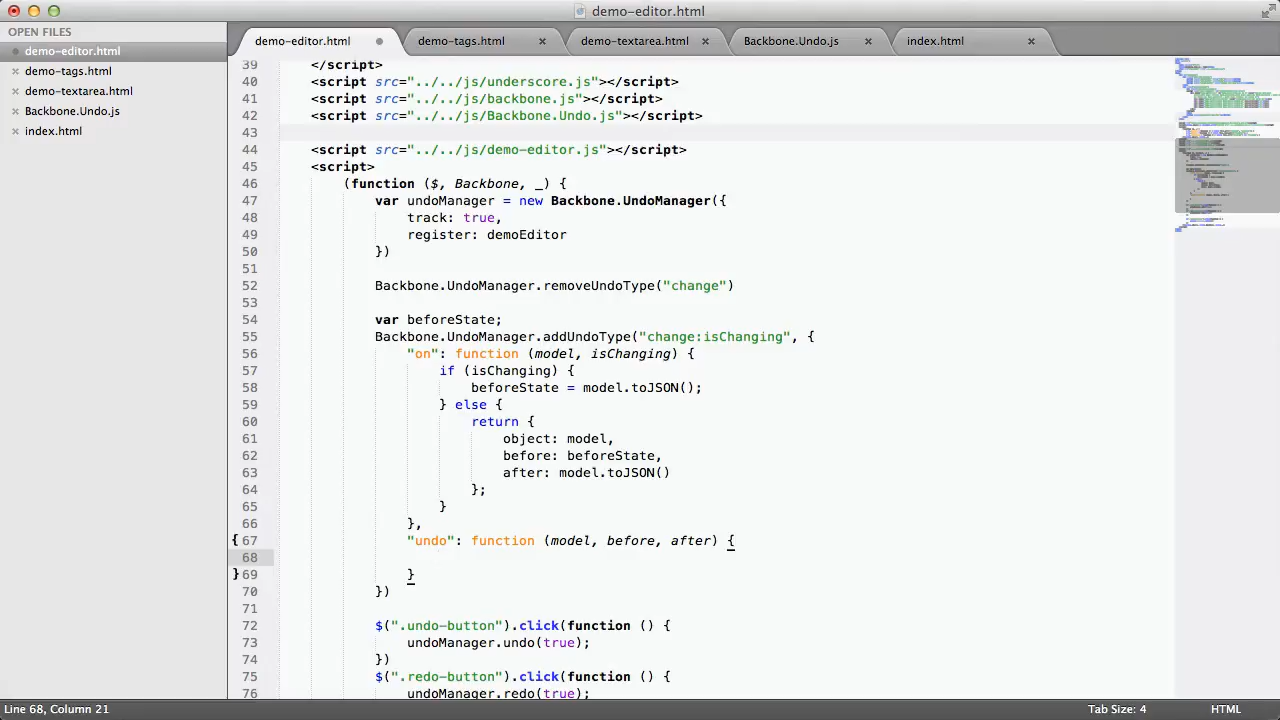 demo-editor.html
OPEN FILES
demo-editor.html
demo-tags.html
demo-textarea.html
Backbone.Undo.js
index.html
demo-editor.html demo-tags.html demo-textarea.html Backbone.Undo.js index.html
39 </script>
40 <script src="../../js/underscore.js"></script>
41 <script src="../../js/backbone.js"></script>
42 <script src="../../js/Backbone.Undo.js"></script>
43
44 <script src="../../js/demo-editor.js"></script>
45 <script>
46 (function ($, Backbone, _) {
47 var undoManager = new Backbone.UndoManager({
48 track: true,
49 register: demoEditor
50 })
51
52 Backbone.UndoManager.removeUndoType("change")
53
54 var beforeState;
55 Backbone.UndoManager.addUndoType("change:isChanging", {
56 "on": function (model, isChanging) {
57 if (isChanging) {
58 beforeState = model.toJSON();
59 } else {
60 return {
61 object: model,
62 before: beforeState,
63 after: model.toJSON()
64 };
65 }
66 },
{ 67 "undo": function (model, before, after) {
68
} 69 }
70 })
71
72 $(".undo-button").click(function () {
73 undoManager.undo(true);
74 })
75 $(".redo-button").click(function () {
76 undoManager.redo(true);
Line 68, Column 21 Tab Size: 4 HTML